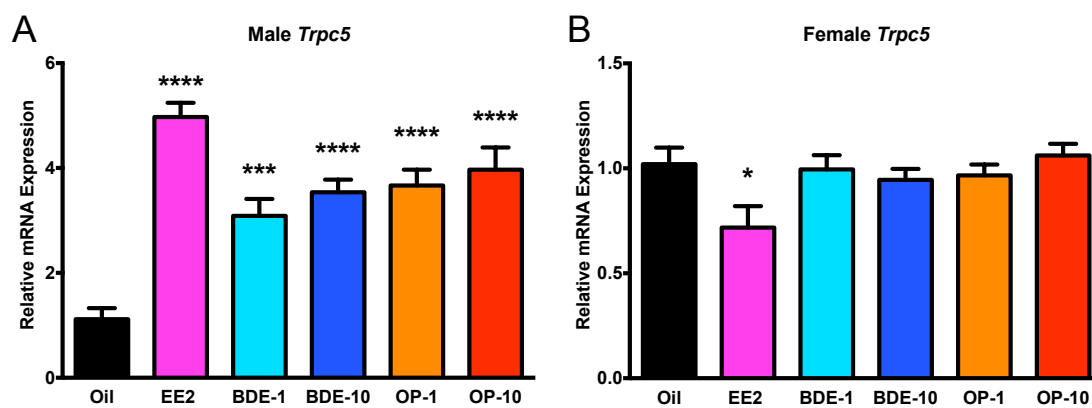 A
Male Trpc5
Relative mRNA Expression
6
4
2
0
****
***
****
****
****
Oil
EE2
BDE-1
BDE-10
OP-1
OP-10
B
Female Trpc5
Relative mRNA Expression
1.5
1.0
0.5
0.0
*
Oil
EE2
BDE-1
BDE-10
OP-1
OP-10